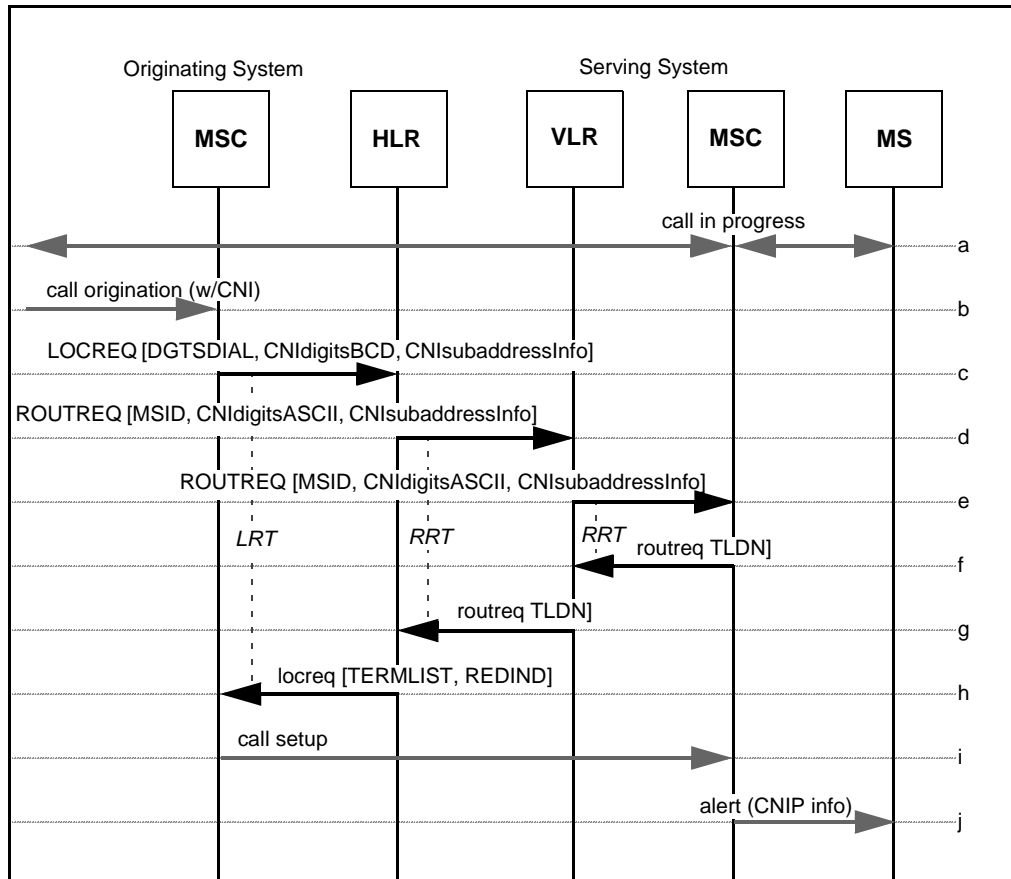 Originating System
Serving System
MSC
HLR
VLR
MSC
MS
call in progress
a
call origination (w/CNI)
b
LOCREQ [DGTSDIAL, CNIdigitsBCD, CNIsubaddressInfo]
c
ROUTREQ [MSID, CNIdigitsASCII, CNIsubaddressInfo]
d
ROUTREQ [MSID, CNIdigitsASCII, CNIsubaddressInfo]
e
LRT
RRT
RRT
routreq TLDN]
f
routreq TLDN]
g
locreq [TERMLIST, REDIND]
h
call setup
i
alert (CNIP info)
j